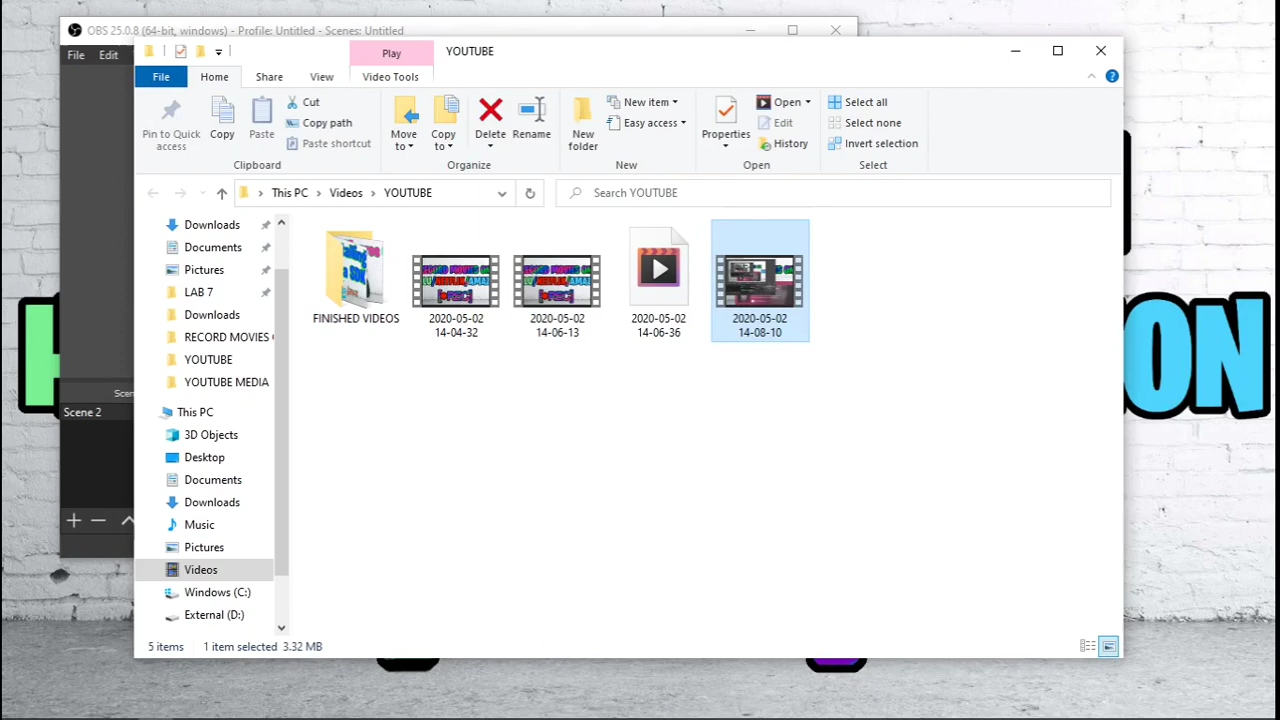 OBS 25.0.8 (64-bit, windows) - Profile: Untitled - Scenes: Untitled
File Edit
Play
YOUTUBE
File Home Share View Video Tools
Pin to Quick access
Copy
Paste
Cut
Copy path
Paste shortcut
Clipboard
Move to
Copy to
Delete
Rename
Organize
New folder
New item
Easy access
New
Properties
Open
Edit
History
Open
Select all
Select none
Invert selection
Select
This PC > Videos > YOUTUBE
Search YOUTUBE
Downloads
Documents
Pictures
LAB 7
Downloads
RECORD MOVIES
YOUTUBE
YOUTUBE MEDIA
This PC
3D Objects
Desktop
Documents
Downloads
Music
Pictures
Videos
Windows (C:)
External (D:)
FINISHED VIDEOS
2020-05-02
14-04-32
2020-05-02
14-06-13
2020-05-02
14-06-36
2020-05-02
14-08-10
Scen
Scene 2
ON
5 items 1 item selected 3.32 MB